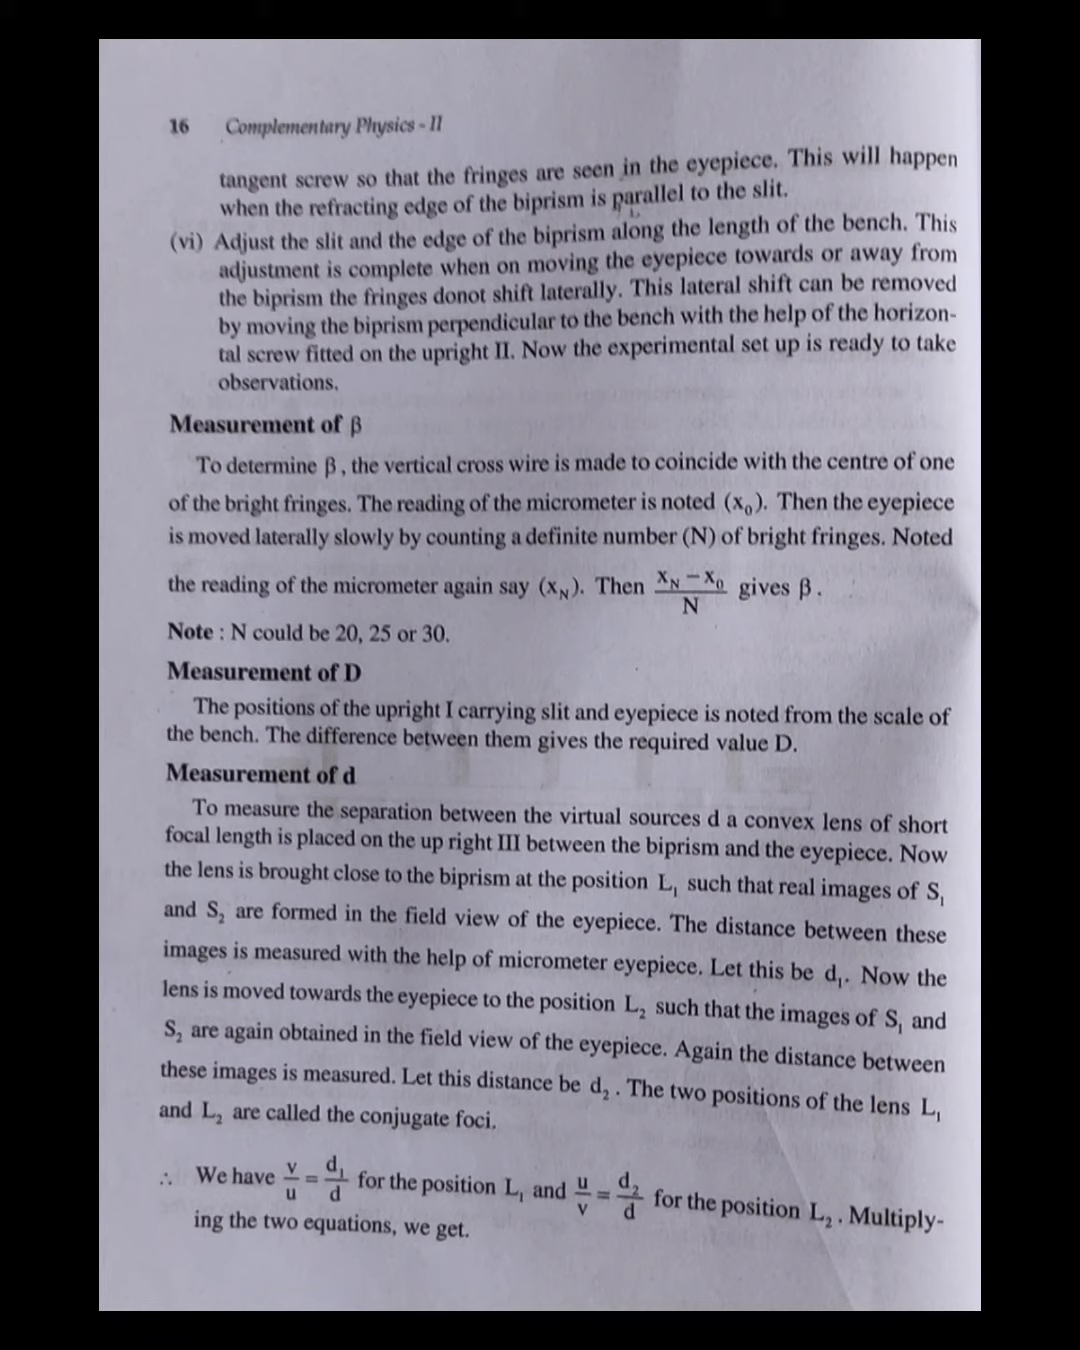 16 Complementary Physics - II
tangent screw so that the fringes are seen in the eyepiece. This will happen
when the refracting edge of the biprism is parallel to the slit.
(vi) Adjust the slit and the edge of the biprism along the length of the bench. This
adjustment is complete when on moving the eyepiece towards or away from
the biprism the fringes donot shift laterally. This lateral shift can be removed
by moving the biprism perpendicular to the bench with the help of the horizon-
tal screw fitted on the upright II. Now the experimental set up is ready to take
observations.
Measurement of β
To determine β, the vertical cross wire is made to coincide with the centre of one
of the bright fringes. The reading of the micrometer is noted (x₀). Then the eyepiece
is moved laterally slowly by counting a definite number (N) of bright fringes. Noted
the reading of the micrometer again say (x_N). Then (x_N − x₀)/N gives β.
Note : N could be 20, 25 or 30.
Measurement of D
The positions of the upright I carrying slit and eyepiece is noted from the scale of
the bench. The difference between them gives the required value D.
Measurement of d
To measure the separation between the virtual sources d a convex lens of short
focal length is placed on the up right III between the biprism and the eyepiece. Now
the lens is brought close to the biprism at the position L₁ such that real images of S₁
and S₂ are formed in the field view of the eyepiece. The distance between these
images is measured with the help of micrometer eyepiece. Let this be d₁. Now the
lens is moved towards the eyepiece to the position L₂ such that the images of S₁ and
S₂ are again obtained in the field view of the eyepiece. Again the distance between
these images is measured. Let this distance be d₂. The two positions of the lens L₁
and L₂ are called the conjugate foci.
∴ We have v/u = d₁/d for the position L₁ and u/v = d₂/d for the position L₂. Multiply-
ing the two equations, we get.